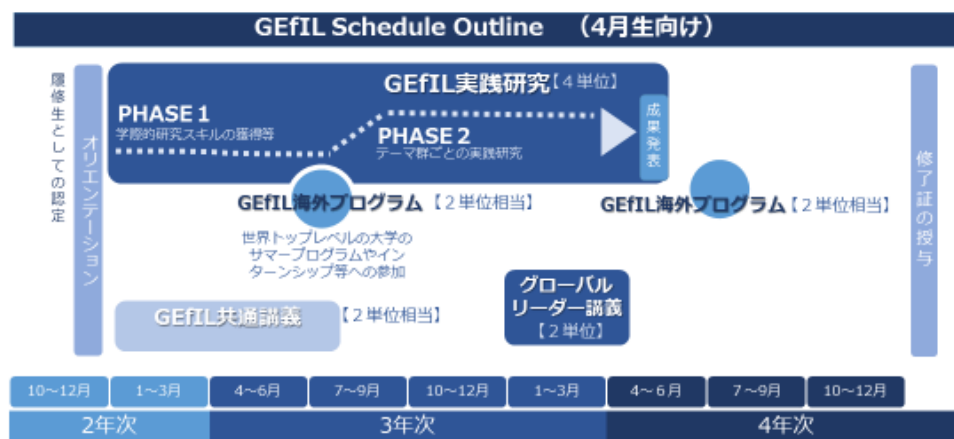 GEfIL Schedule Outline （4月生向け）
履修生としての認定
オリエンテーション
GEfIL実践研究【４単位】
PHASE 1
学際的研究スキルの獲得等
PHASE 2
テーマ群ごとの実践研究
成果発表
GEfIL海外プログラム【２単位相当】
世界トップレベルの大学の
サマープログラムやイン
ターンシップ等への参加
GEfIL海外プログラム【２単位相当】
修了証の授与
GEfIL共通講義【２単位相当】
グローバル
リーダー講義
【２単位】
10～12月 1～3月 4～6月 7～9月 10～12月 1～3月 4～６月 7～9月 10～12月
2年次 3年次 4年次